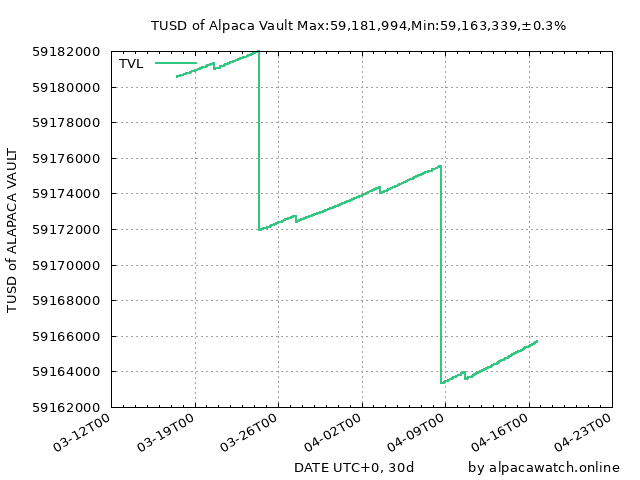 TUSD of Alpaca Vault Max:59,181,994,Min:59,163,339,±0.3%
TVL
TUSD of ALAPACA VAULT
59182000
59180000
59178000
59176000
59174000
59172000
59170000
59168000
59166000
59164000
59162000
03-12T00
03-19T00
03-26T00
04-02T00
04-09T00
04-16T00
04-23T00
DATE UTC+0, 30d
by alpacawatch.online